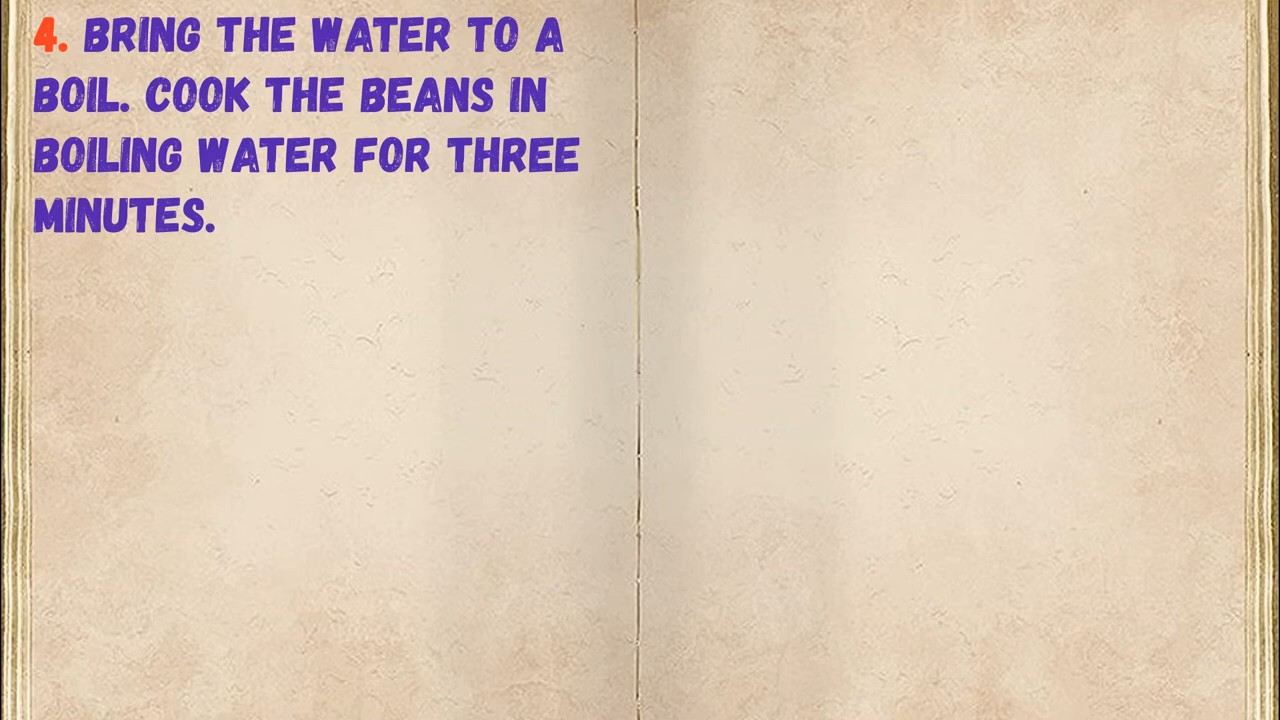 4. BRING THE WATER TO A
BOIL. COOK THE BEANS IN
BOILING WATER FOR THREE
MINUTES.